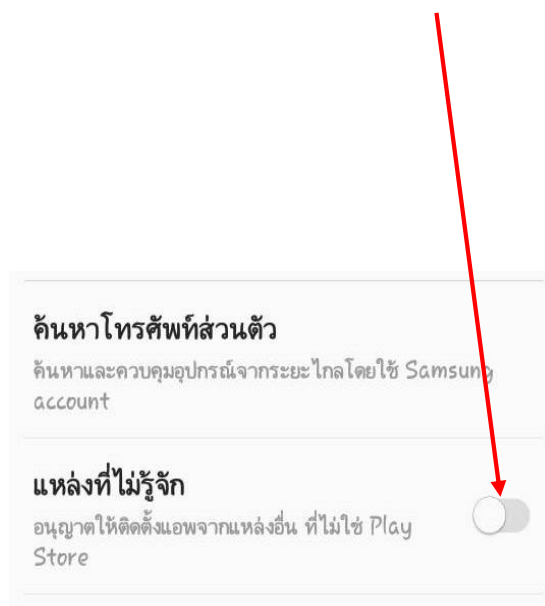 ค้นหาโทรศัพท์ส่วนตัว
ค้นหาและควบคุมอุปกรณ์จากระยะไกลโดยใช้ Samsung
account
แหล่งที่ไม่รู้จัก
อนุญาตให้ติดตั้งแอพจากแหล่งอื่น ที่ไม่ใช่ Play
Store